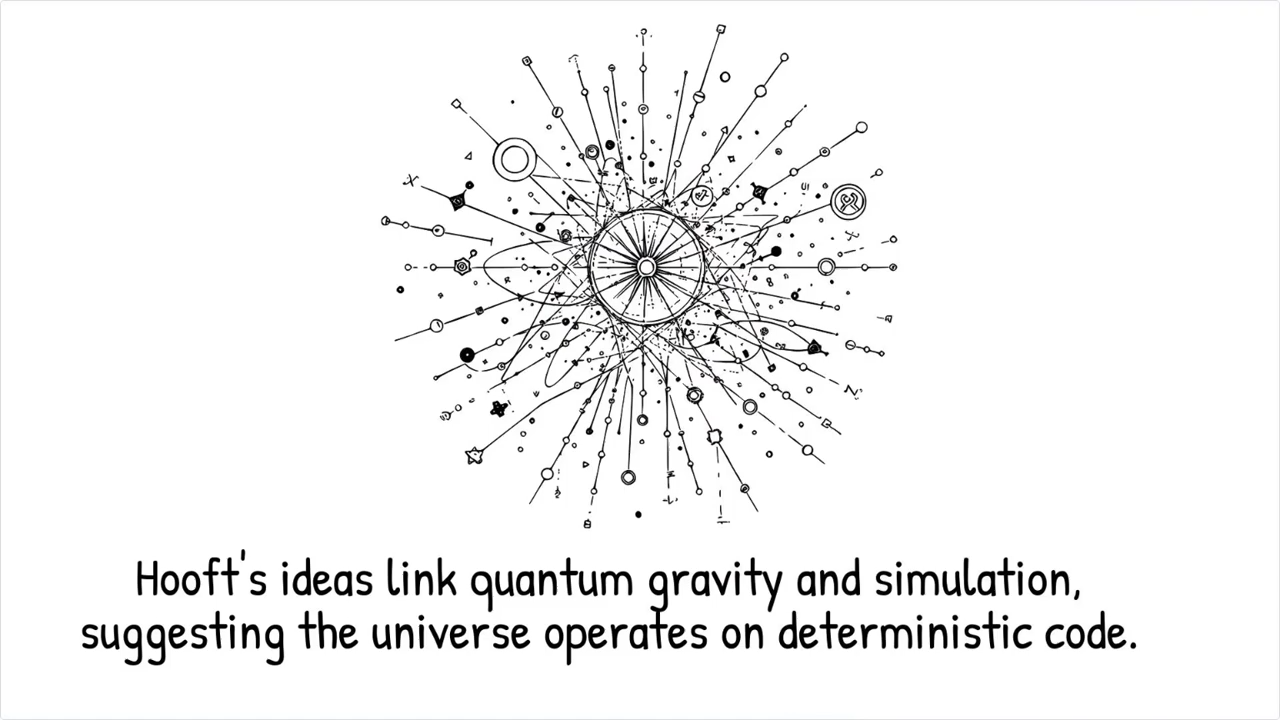 Hooft's ideas link quantum gravity and simulation,
suggesting the universe operates on deterministic code.